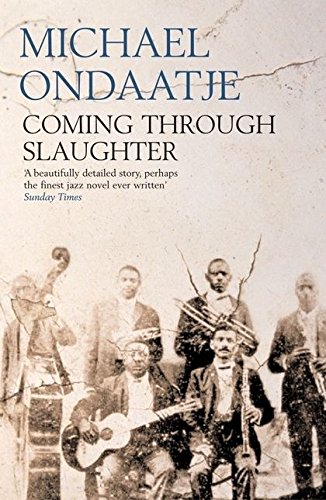 MICHAEL
ONDAATJE
COMING THROUGH
SLAUGHTER
‘A beautifully detailed story, perhaps
the finest jazz novel ever written’
Sunday Times